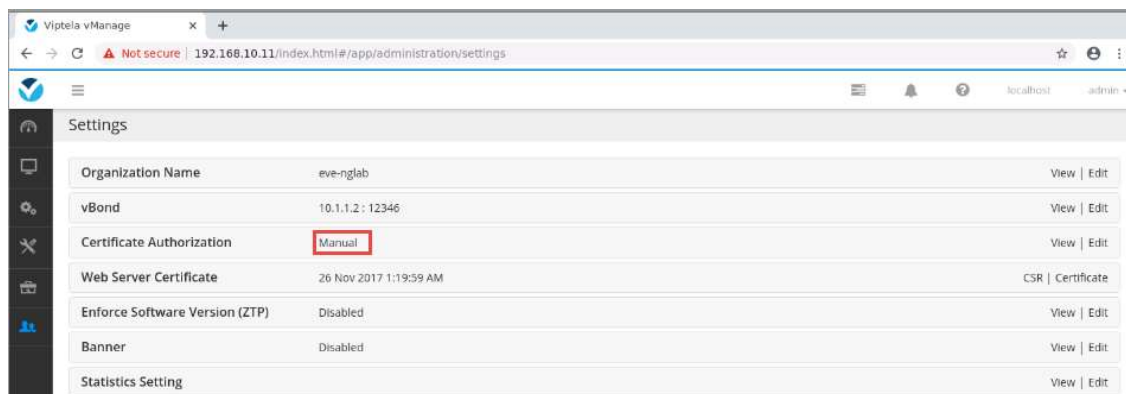 Viptela vManage
Not secure | 192.168.10.11/index.html#/app/administration/settings
localhost admin
Settings
Organization Name eve-nglab View | Edit
vBond 10.1.1.2 : 12346 View | Edit
Certificate Authorization Manual View | Edit
Web Server Certificate 26 Nov 2017 1:19:59 AM CSR | Certificate
Enforce Software Version (ZTP) Disabled View | Edit
Banner Disabled View | Edit
Statistics Setting View | Edit